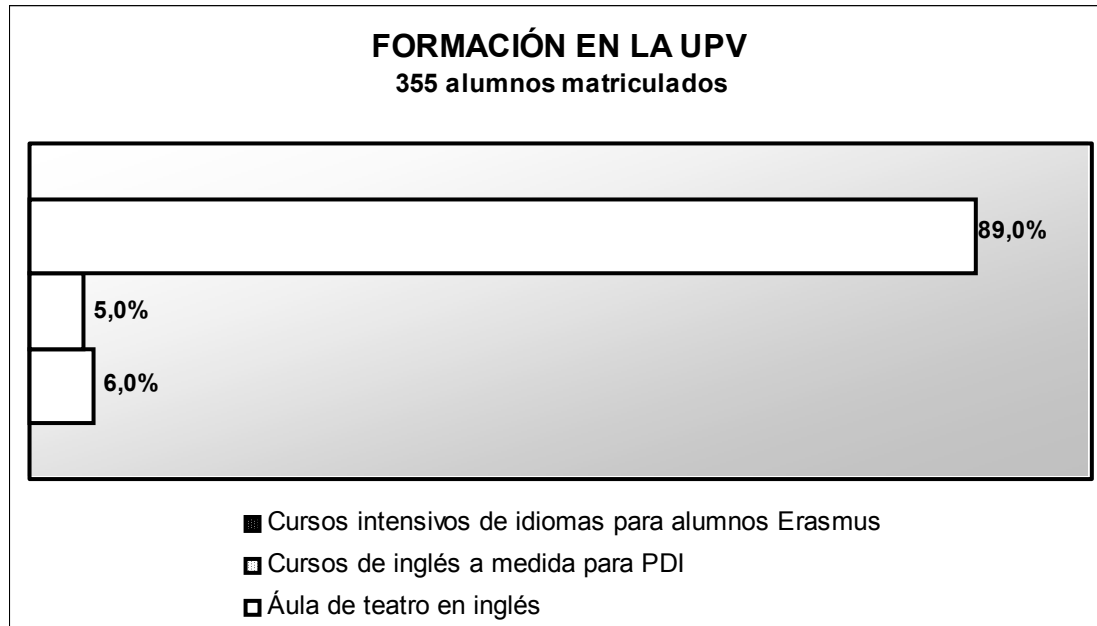 FORMACIÓN EN LA UPV
355 alumnos matriculados
89,0%
5,0%
6,0%
Cursos intensivos de idiomas para alumnos Erasmus
Cursos de inglés a medida para PDI
Áula de teatro en inglés